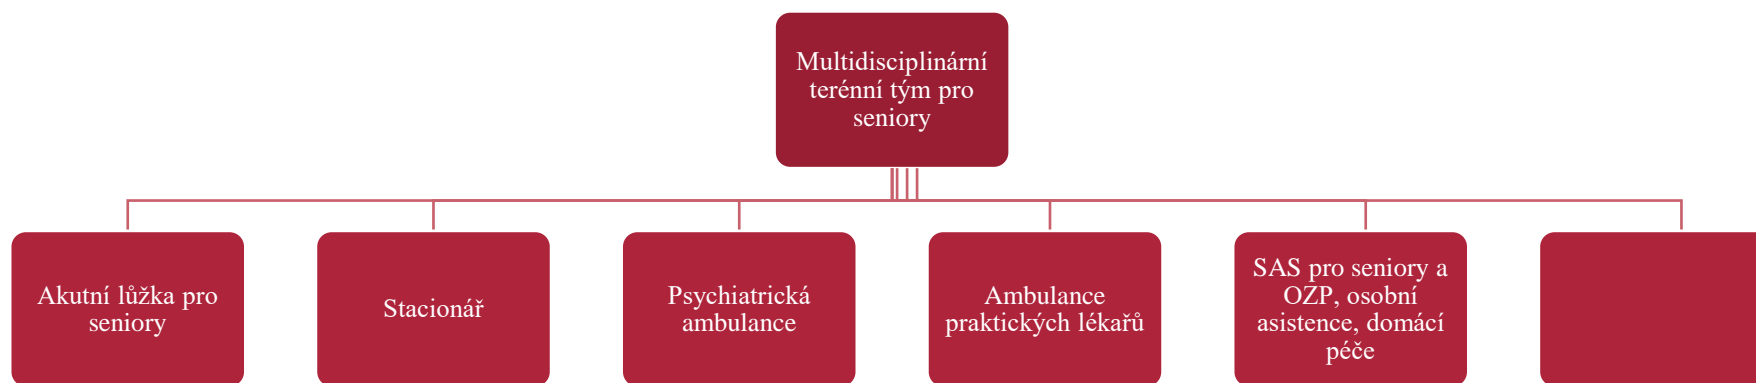 Multidisciplinární
terénní tým pro
seniory
Akutní lůžka pro
seniory
Stacionář
Psychiatrická
ambulance
Ambulance
praktických lékařů
SAS pro seniory a
OZP, osobní
asistence, domácí
péče